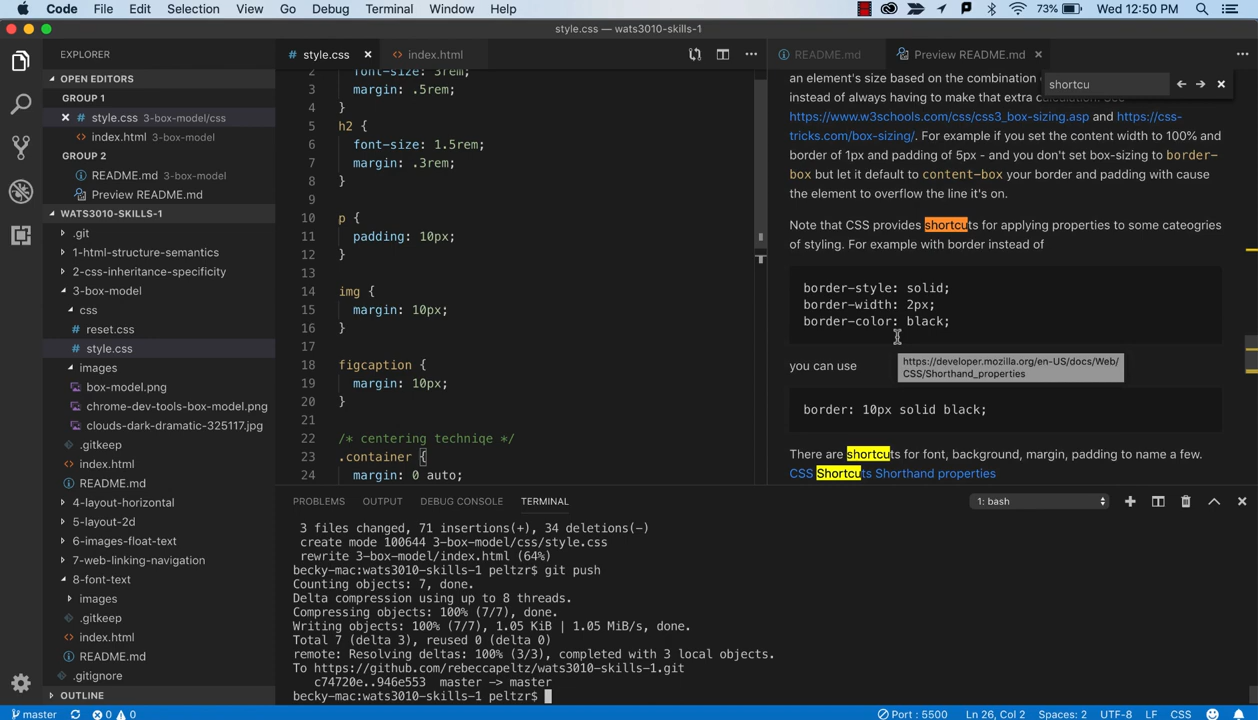 Code File Edit Selection View Go Debug Terminal Window Help 73% Wed 12:50 PM
style.css — wats3010-skills-1
EXPLORER
OPEN EDITORS
GROUP 1
style.css 3-box-model/css
index.html 3-box-model
GROUP 2
README.md 3-box-model
Preview README.md
WATS3010-SKILLS-1
.git
1-html-structure-semantics
2-css-inheritance-specificity
3-box-model
css
reset.css
style.css
images
box-model.png
chrome-dev-tools-box-model.png
clouds-dark-dramatic-325117.jpg
.gitkeep
index.html
README.md
4-layout-horizontal
5-layout-2d
6-images-float-text
7-web-linking-navigation
8-font-text
images
.gitkeep
index.html
README.md
.gitignore
OUTLINE
style.css index.html
2 font-size: 3rem;
3 margin: .5rem;
4 }
5 h2 {
6 font-size: 1.5rem;
7 margin: .3rem;
8 }
9
10 p {
11 padding: 10px;
12 }
13
14 img {
15 margin: 10px;
16 }
17
18 figcaption {
19 margin: 10px;
20 }
21
22 /* centering techniqe */
23 .container {
24 margin: 0 auto;
README.md Preview README.md
shortcu
an element's size based on the combination
instead of always having to make that extra
https://www.w3schools.com/css/css3_box-sizing.asp and https://css-
tricks.com/box-sizing/. For example if you set the content width to 100% and
border of 1px and padding of 5px - and you don't set box-sizing to border-
box but let it default to content-box your border and padding with cause
the element to overflow the line it's on.
Note that CSS provides shortcuts for applying properties to some cateogries
of styling. For example with border instead of
border-style: solid;
border-width: 2px;
border-color: black;
https://developer.mozilla.org/en-US/docs/Web/
CSS/Shorthand_properties
you can use
border: 10px solid black;
There are shortcuts for font, background, margin, padding to name a few.
CSS Shortcuts Shorthand properties
PROBLEMS OUTPUT DEBUG CONSOLE TERMINAL 1: bash
3 files changed, 71 insertions(+), 34 deletions(-)
create mode 100644 3-box-model/css/style.css
rewrite 3-box-model/index.html (64%)
becky-mac:wats3010-skills-1 peltzr$ git push
Counting objects: 7, done.
Delta compression using up to 8 threads.
Compressing objects: 100% (7/7), done.
Writing objects: 100% (7/7), 1.05 KiB | 1.05 MiB/s, done.
Total 7 (delta 3), reused 0 (delta 0)
remote: Resolving deltas: 100% (3/3), completed with 3 local objects.
To https://github.com/rebeccapeltz/wats3010-skills-1.git
c74720e..946e553 master -> master
becky-mac:wats3010-skills-1 peltzr$
master 0 0 Port : 5500 Ln 26, Col 2 Spaces: 2 UTF-8 LF CSS